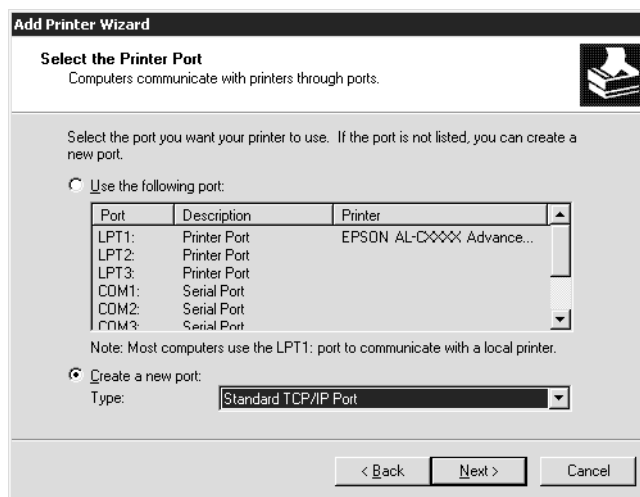 Add Printer Wizard
Select the Printer Port
Computers communicate with printers through ports.
Select the port you want your printer to use. If the port is not listed, you can create a
new port.
Use the following port:
Port Description Printer
LPT1: Printer Port EPSON AL-CXXXX Advance...
LPT2: Printer Port
LPT3: Printer Port
COM1: Serial Port
COM2: Serial Port
COM3: Serial Port
Note: Most computers use the LPT1: port to communicate with a local printer.
Create a new port:
Type: Standard TCP/IP Port
< Back Next > Cancel